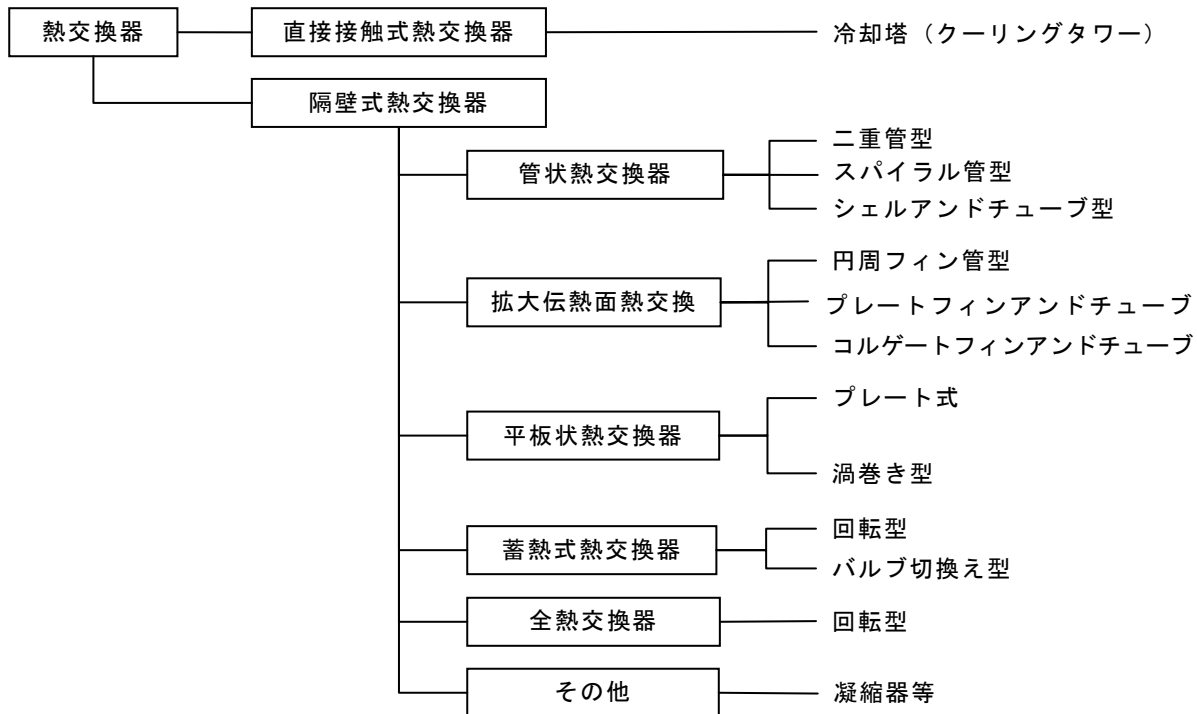 熱交換器
直接接触式熱交換器
冷却塔（クーリングタワー）
隔壁式熱交換器
管状熱交換器
二重管型
スパイラル管型
シェルアンドチューブ型
拡大伝熱面熱交換
円周フィン管型
プレートフィンアンドチューブ
コルゲートフィンアンドチューブ
平板状熱交換器
プレート式
渦巻き型
蓄熱式熱交換器
回転型
バルブ切換え型
全熱交換器
回転型
その他
凝縮器等